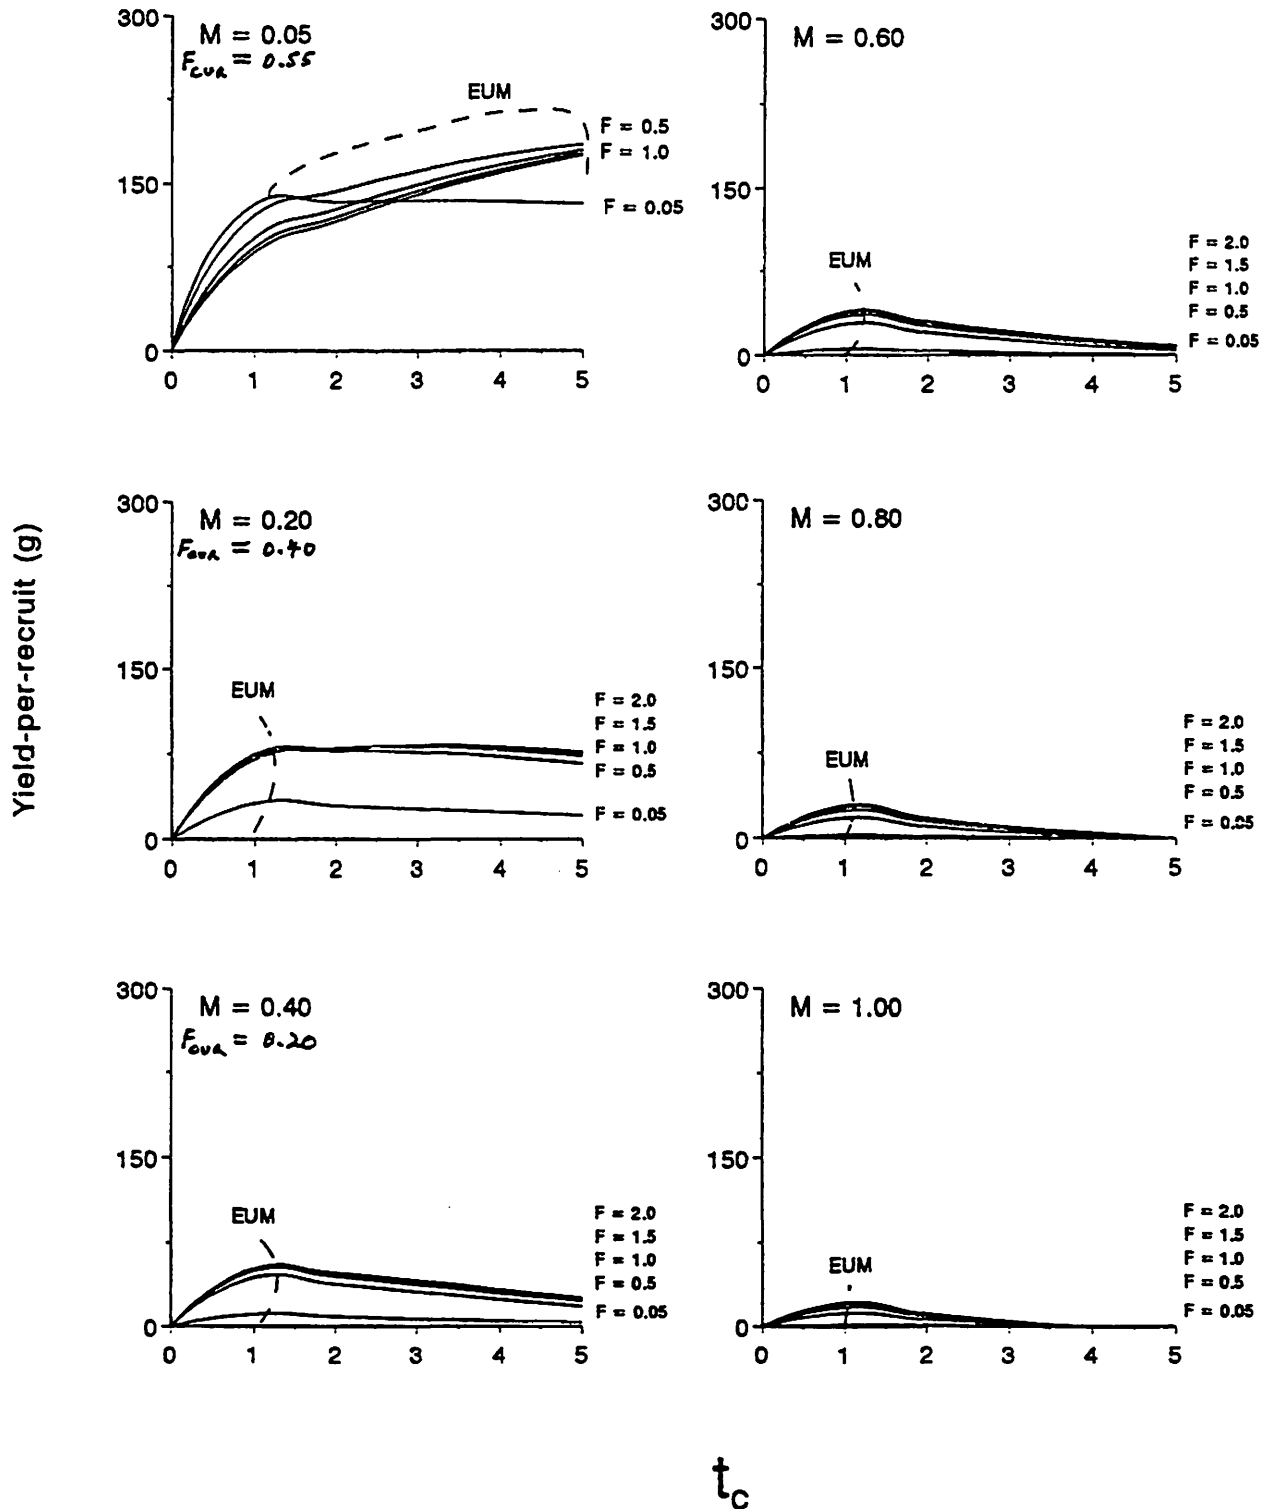 Yield-per-recruit (g)
300
150
0
M = 0.05
Fcur = 0.55
EUM
F = 0.5
F = 1.0
F = 0.05
0 1 2 3 4 5
300
150
0
M = 0.60
EUM
F = 2.0
F = 1.5
F = 1.0
F = 0.5
F = 0.05
0 1 2 3 4 5
300
150
0
M = 0.20
Fcur = 0.40
EUM
F = 2.0
F = 1.5
F = 1.0
F = 0.5
F = 0.05
0 1 2 3 4 5
300
150
0
M = 0.80
EUM
F = 2.0
F = 1.5
F = 1.0
F = 0.5
F = 0.05
0 1 2 3 4 5
300
150
0
M = 0.40
Fcur = 0.20
EUM
F = 2.0
F = 1.5
F = 1.0
F = 0.5
F = 0.05
0 1 2 3 4 5
300
150
0
M = 1.00
EUM
F = 2.0
F = 1.5
F = 1.0
F = 0.5
F = 0.05
0 1 2 3 4 5
tc